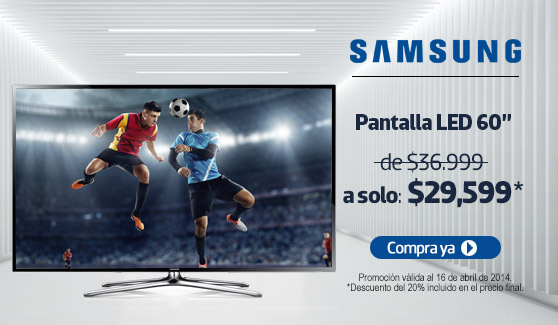 SAMSUNG
Pantalla LED 60"
de $36.999
a solo: $29,599*
Compra ya
Promoción válida al 16 de abril de 2014.
*Descuento del 20% incluido en el precio final.